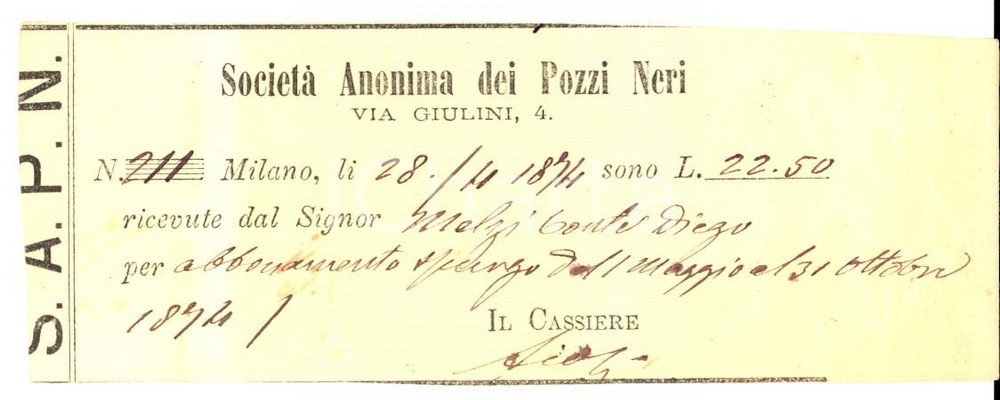 S. A. P. N.
Società Anonima dei Pozzi Neri
VIA GIULINI, 4.
N. 211 Milano, li 28./4 1874 sono L. 22.50
ricevute dal Signor Melzi Conte Diego
per abbonamento spurgo dal 1 Maggio al 31 Ottobre
1874 /
IL CASSIERE